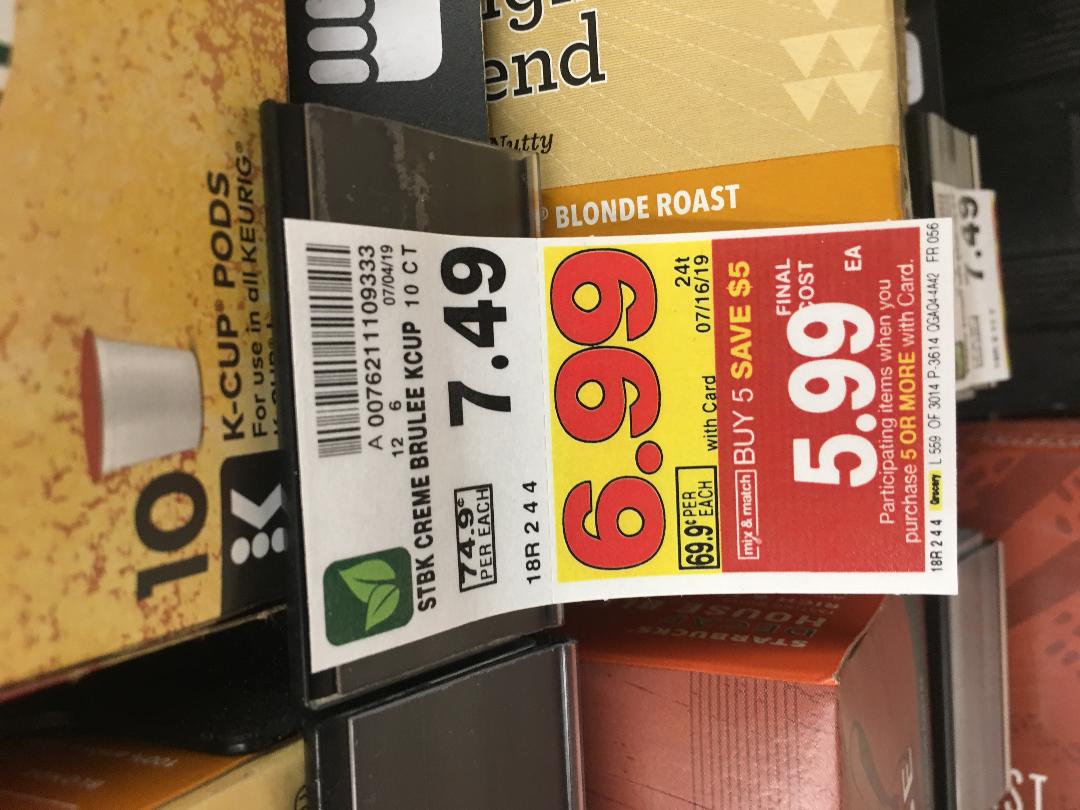 end
Nutty
BLONDE ROAST
10
K-CUP® PODS
For use in all KEURIG®
K
A 0076211109333
12 6 07/04/19
STBK CREME BRULEE KCUP 10 CT
74.9¢
PER EACH
7.49
18R 2 4 4
6.99
69.9¢ PER
EACH
with Card
24t
07/16/19
mix & match BUY 5 SAVE $5
5.99
FINAL
COST
EA
Participating items when you
purchase 5 OR MORE with Card.
18R 2 4 4 Grocery L 559 OF 3014 P-3614 OGA04-4A42 FR 056
7.49
STARBUCKS®
DECAF
HOUSE